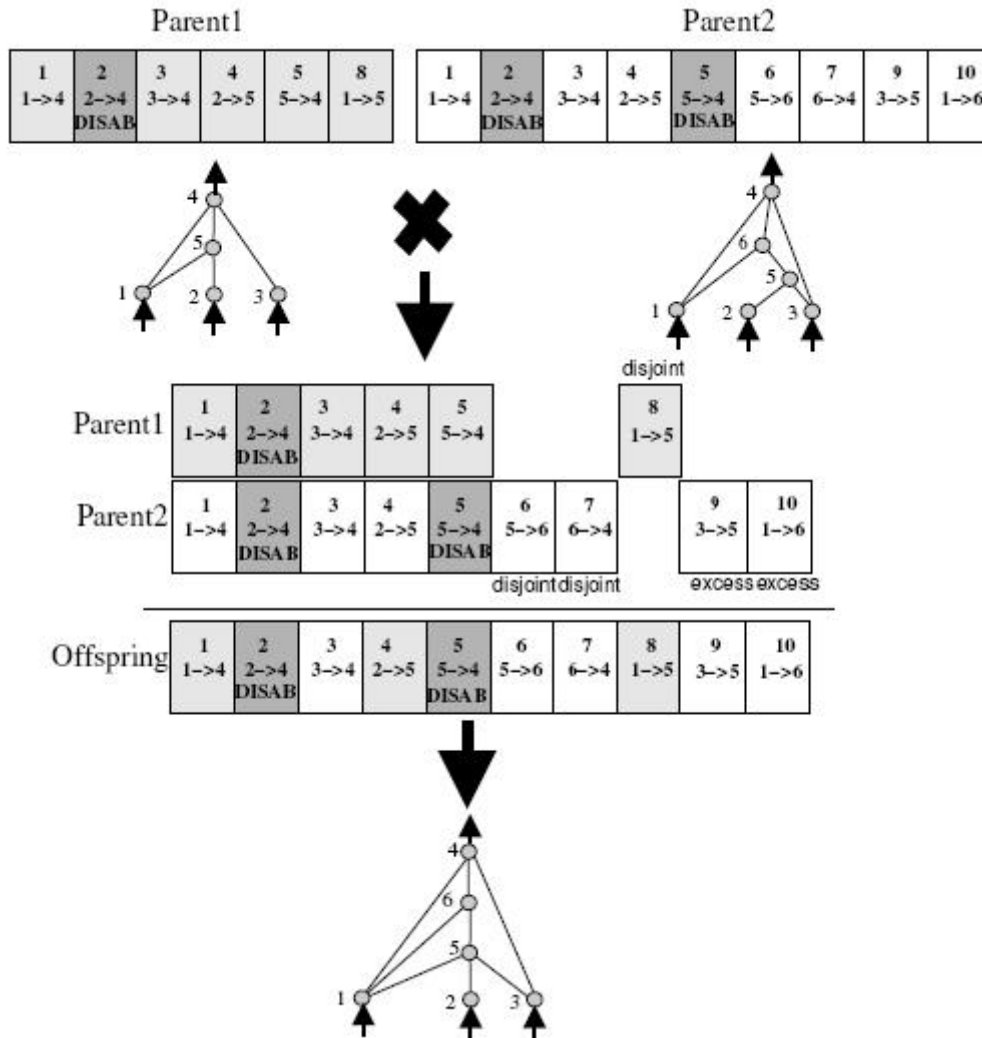 Parent1 Parent2
1 2 3 4 5 8 1 2 3 4 5 6 7 9 10
1->4 2->4 3->4 2->5 5->4 1->5 1->4 2->4 3->4 2->5 5->4 5->6 6->4 3->5 1->6
DISAB DISAB DISAB
4 4
5 6
5
1 2 3 1 2 3
disjoint
Parent1 1 2 3 4 5 8
1->4 2->4 3->4 2->5 5->4 1->5
DISAB
Parent2 1 2 3 4 5 6 7 9 10
1->4 2->4 3->4 2->5 5->4 5->6 6->4 3->5 1->6
DISAB DISAB
disjoint disjoint excess excess
Offspring 1 2 3 4 5 6 7 8 9 10
1->4 2->4 3->4 2->5 5->4 5->6 6->4 1->5 3->5 1->6
DISAB DISAB
4
6
5
1 2 3